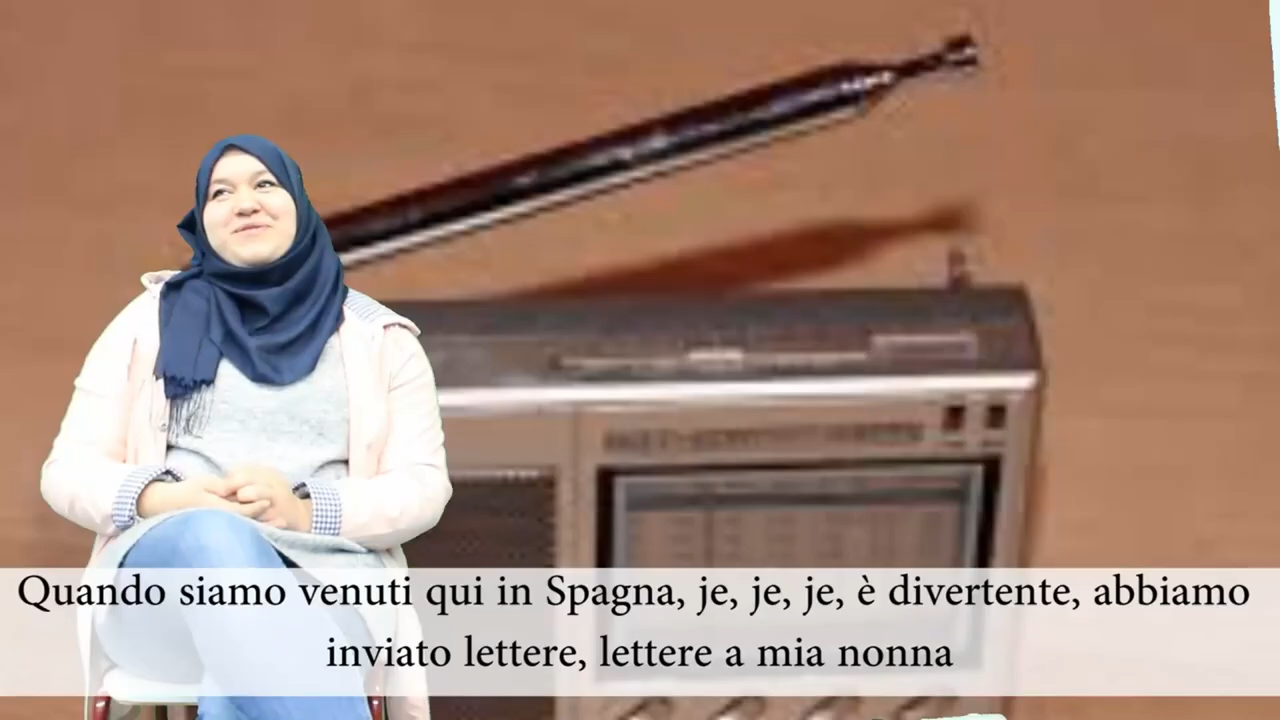 Quando siamo venuti qui in Spagna, je, je, je, è divertente, abbiamo
inviato lettere, lettere a mia nonna